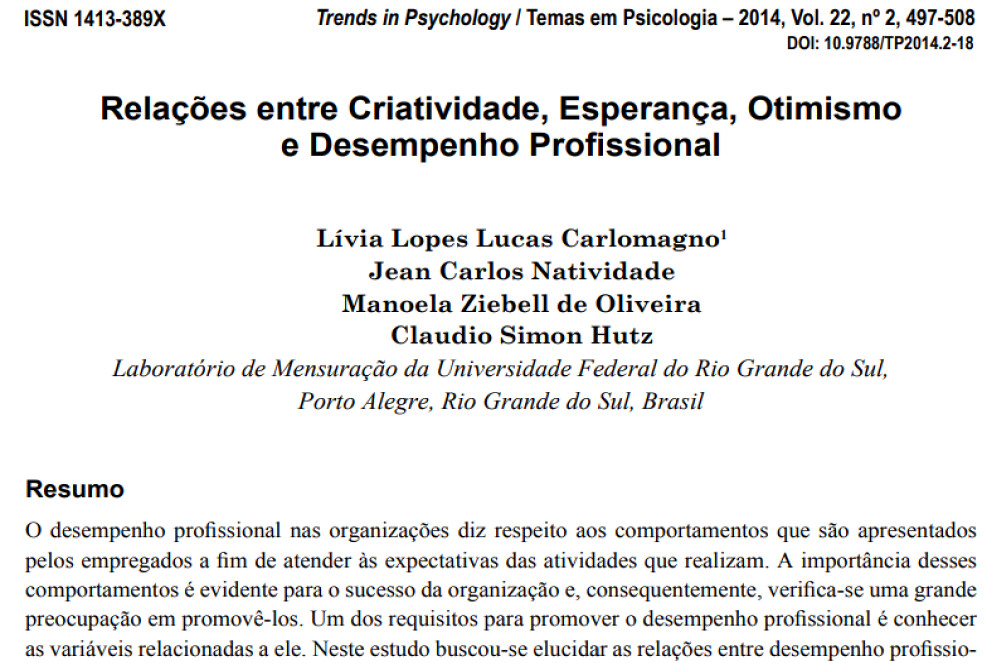 ISSN 1413-389X
Trends in Psychology / Temas em Psicologia – 2014, Vol. 22, nº 2, 497-508
DOI: 10.9788/TP2014.2-18
Relações entre Criatividade, Esperança, Otimismo
e Desempenho Profissional
Lívia Lopes Lucas Carlomagno¹
Jean Carlos Natividade
Manoela Ziebell de Oliveira
Claudio Simon Hutz
Laboratório de Mensuração da Universidade Federal do Rio Grande do Sul,
Porto Alegre, Rio Grande do Sul, Brasil
Resumo
O desempenho profissional nas organizações diz respeito aos comportamentos que são apresentados
pelos empregados a fim de atender às expectativas das atividades que realizam. A importância desses
comportamentos é evidente para o sucesso da organização e, consequentemente, verifica-se uma grande
preocupação em promovê-los. Um dos requisitos para promover o desempenho profissional é conhecer
as variáveis relacionadas a ele. Neste estudo buscou-se elucidar as relações entre desempenho profissio-